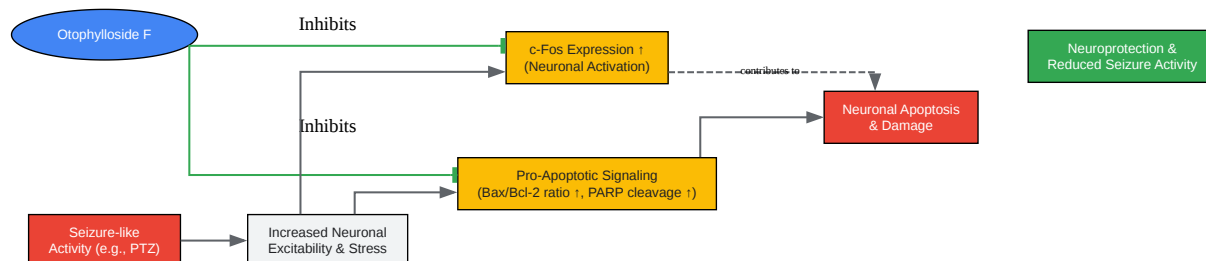 Otophylloside F
Inhibits
c-Fos Expression ↑
(Neuronal Activation)
contributes to
Neuroprotection &
Reduced Seizure Activity
Neuronal Apoptosis
& Damage
Inhibits
Pro-Apoptotic Signaling
(Bax/Bcl-2 ratio ↑, PARP cleavage ↑)
Seizure-like
Activity (e.g., PTZ)
Increased Neuronal
Excitability & Stress